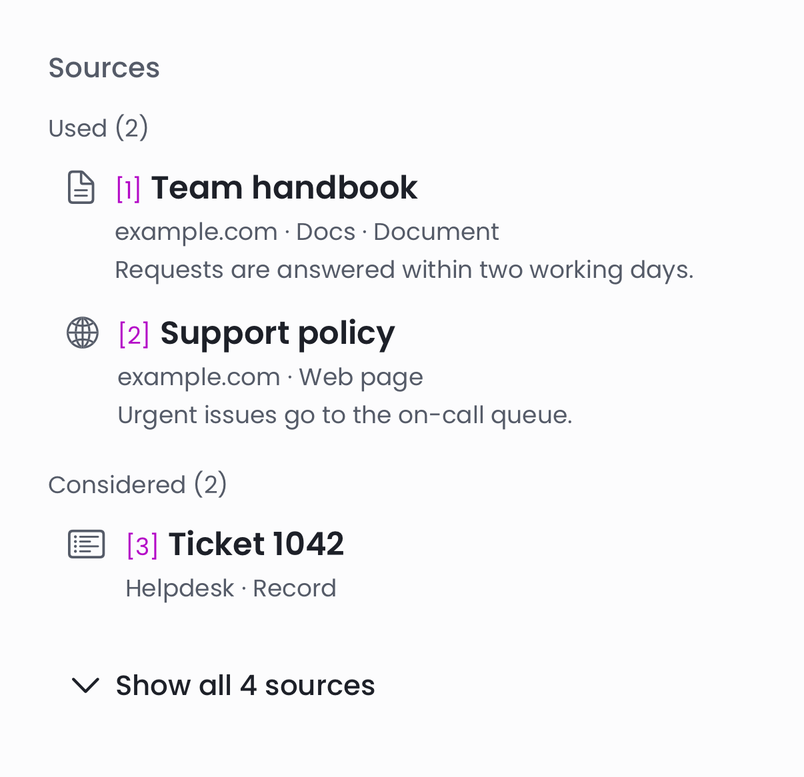 Sources
Used (2)
[1] Team handbook
example.com · Docs · Document
Requests are answered within two working days.
[2] Support policy
example.com · Web page
Urgent issues go to the on-call queue.
Considered (2)
[3] Ticket 1042
Helpdesk · Record
Show all 4 sources